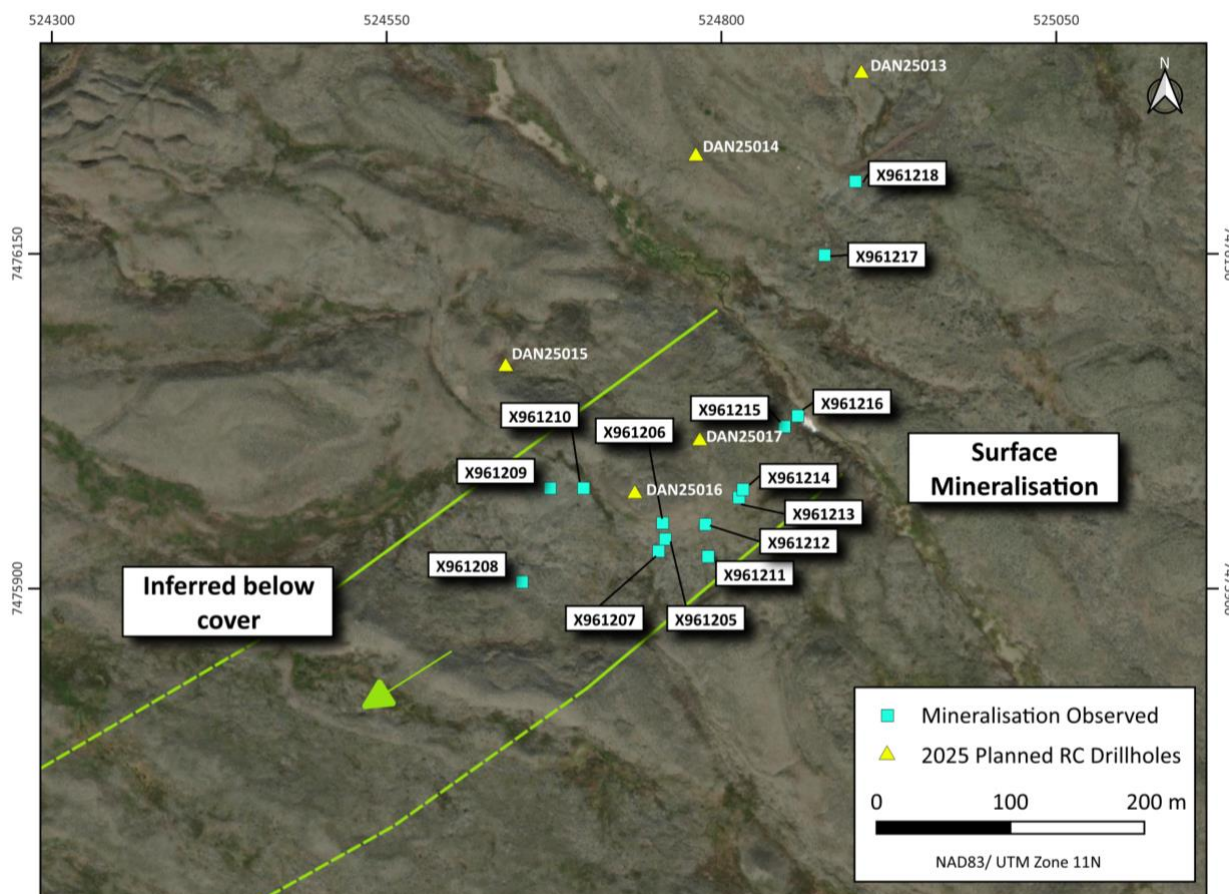 524300
524550
524800
525050
N
DAN25013
DAN25014
X961218
7476150
X961217
7476150
DAN25015
X961210
X961206
X961215
X961216
DAN25017
Surface
Mineralisation
X961209
X961214
DAN25016
X961213
X961212
X961208
X961211
7475900
7475900
Inferred below
cover
X961207
X961205
Mineralisation Observed
2025 Planned RC Drillholes
0
100
200 m
NAD83/ UTM Zone 11N